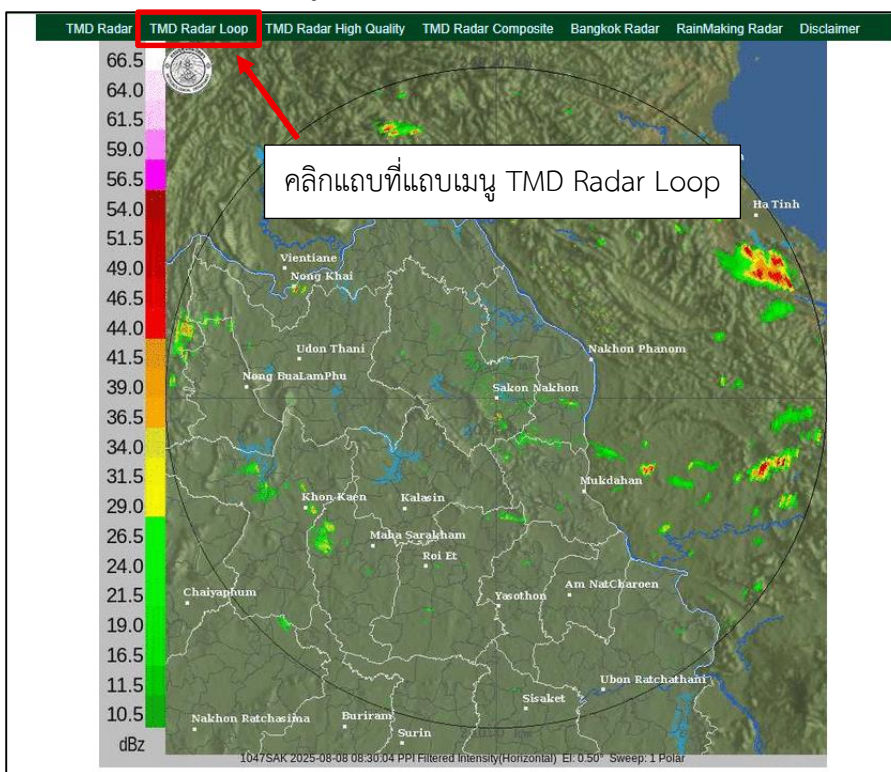 TMD Radar TMD Radar Loop TMD Radar High Quality TMD Radar Composite Bangkok Radar RainMaking Radar Disclaimer
66.5
64.0
61.5
59.0
56.5
54.0
51.5
49.0
46.5
44.0
41.5
39.0
36.5
34.0
31.5
29.0
26.5
24.0
21.5
19.0
16.5
11.5
10.5
dBz
คลิกแถบที่แถบเมนู TMD Radar Loop
Ha Tinh
Vientiane
Nong Khai
Udon Thani
Nakhon Phanom
Nong BuaLamPhu
Sakon Nakhon
Mukdahan
Khon Kaen
Kalasin
Maha Sarakham
Roi Et
Chaiyaphum
Yasothon
Am NatCharoen
Ubon Ratchathani
Sisaket
Nakhon Ratchasima
Buriram
Surin
1047SAK 2025-08-08 08:30:04 PPI Filtered Intensity(Horizontal) El: 0.50° Sweep: 1 Polar